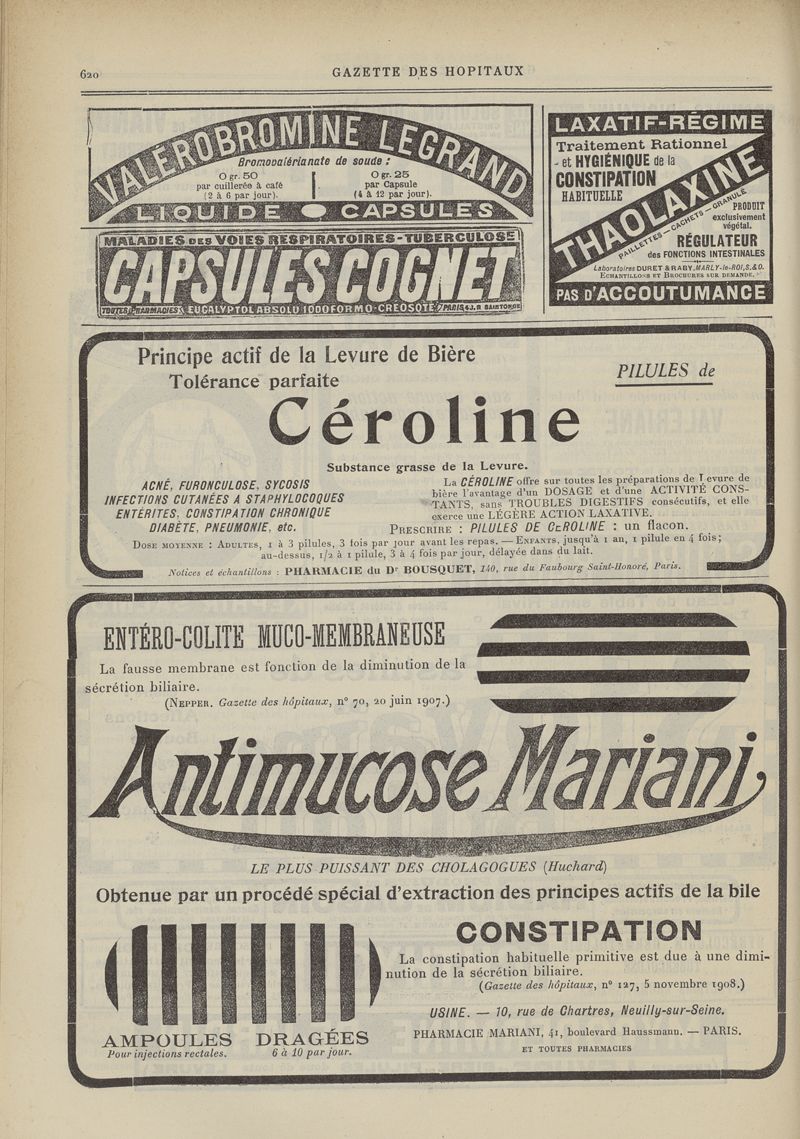 620
GAZETTE DES HOPITAUX
VALÉROBROMINE LEGRAND
Bromovalérianate de soude :
0 gr. 50
par cuillerée à café
(2 à 6 par jour).
0 gr. 25
par Capsule
(4 à 12 par jour).
LIQUIDE CAPSULES
MALADIES DES VOIES RESPIRATOIRES-TUBERCULOSE
CAPSULES COGNET
TOUTES PHARMACIES EUCALYPTOL ABSOLU IODOFORMO-CRÉOSOTÉ PARIS, 43, R. SAINTONGE
LAXATIF-RÉGIME
Traitement Rationnel
- et HYGIÉNIQUE de la
CONSTIPATION
HABITUELLE
THAOLAXINE
PAILLETTES - CACHETS - GRANULÉ
PRODUIT
exclusivement
végétal.
RÉGULATEUR
des FONCTIONS INTESTINALES
Laboratoires DURET & RABY, MARLY-le-ROI, S.&O.
ECHANTILLONS ET BROCHURES SUR DEMANDE.
PAS D'ACCOUTUMANCE
Principe actif de la Levure de Bière
Tolérance parfaite
PILULES de
Céroline
Substance grasse de la Levure.
ACNÉ, FURONCULOSE, SYCOSIS
INFECTIONS CUTANÉES A STAPHYLOCOQUES
ENTÉRITES, CONSTIPATION CHRONIQUE
DIABÈTE, PNEUMONIE, etc.
La CÉROLINE offre sur toutes les préparations de Levure de
bière l'avantage d'un DOSAGE et d'une ACTIVITÉ CONS-
TANTS, sans TROUBLES DIGESTIFS consécutifs, et elle
exerce une LÉGÈRE ACTION LAXATIVE.
PRESCRIRE : PILULES DE CÉROLINE : un flacon.
DOSE MOYENNE : ADULTES, 1 à 3 pilules, 3 fois par jour avant les repas. — ENFANTS, jusqu'à 1 an, 1 pilule en 4 fois;
au-dessus, 1/2 à 1 pilule, 3 à 4 fois par jour, délayée dans du lait.
Notices et échantillons : PHARMACIE du Dr BOUSQUET, 140, rue du Faubourg Saint-Honoré, Paris.
ENTÉRO-COLITE MUCO-MEMBRANEUSE
La fausse membrane est fonction de la diminution de la
sécrétion biliaire.
(NEPPER. Gazette des hôpitaux, n° 70, 20 juin 1907.)
Antimucose Mariani
LE PLUS PUISSANT DES CHOLAGOGUES (Huchard)
Obtenue par un procédé spécial d'extraction des principes actifs de la bile
AMPOULES
Pour injections rectales.
DRAGÉES
6 à 10 par jour.
CONSTIPATION
La constipation habituelle primitive est due à une dimi-
nution de la sécrétion biliaire.
(Gazette des hôpitaux, n° 127, 5 novembre 1908.)
USINE. — 10, rue de Chartres, Neuilly-sur-Seine.
PHARMACIE MARIANI, 41, boulevard Haussmann. — PARIS.
ET TOUTES PHARMACIES